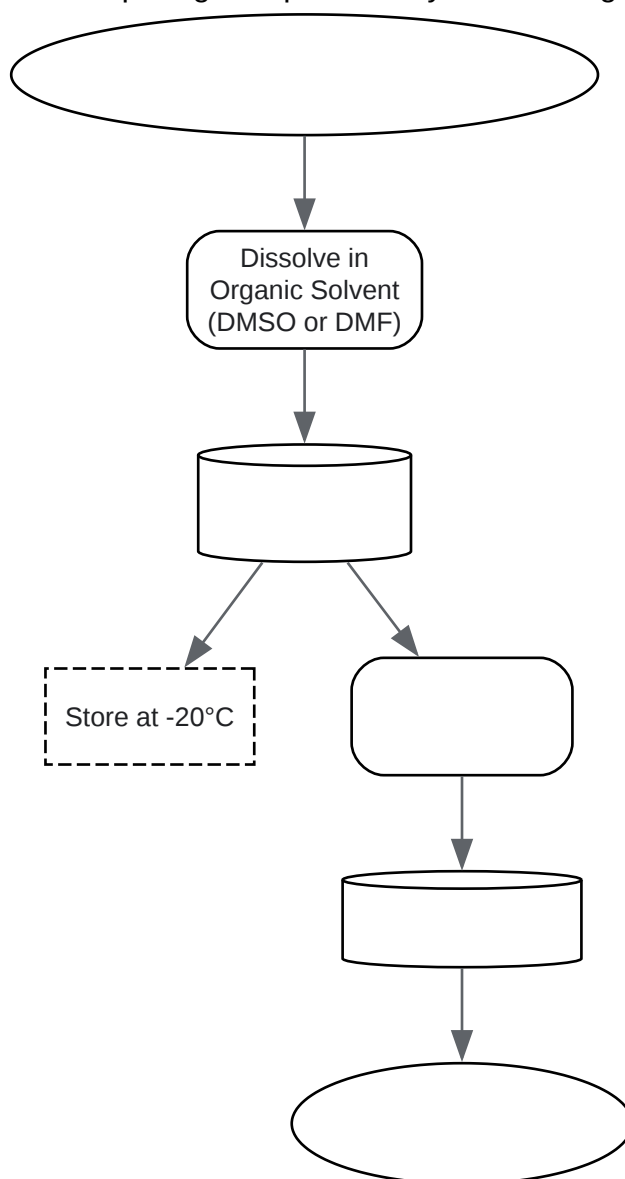 Dissolve in
Organic Solvent
(DMSO or DMF)
Store at -20°C